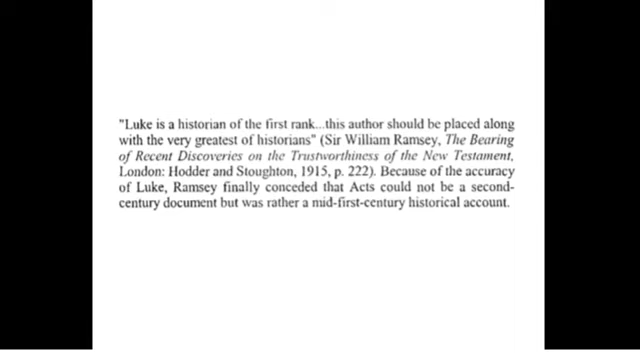 "Luke is a historian of the first rank...this author should be placed along
with the very greatest of historians" (Sir William Ramsey, The Bearing
of Recent Discoveries on the Trustworthiness of the New Testament,
London: Hodder and Stoughton, 1915, p. 222). Because of the accuracy
of Luke, Ramsey finally conceded that Acts could not be a second-
century document but was rather a mid-first-century historical account.